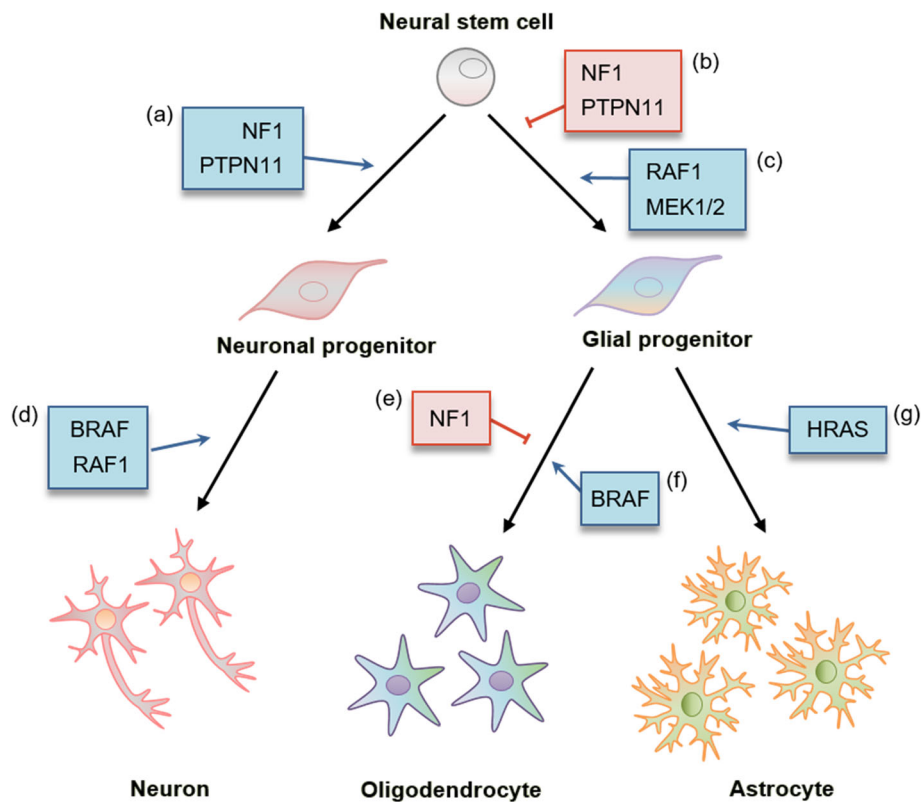 Neural stem cell
(b)
NF1
PTPN11
(a)
NF1
PTPN11
(c)
RAF1
MEK1/2
Neuronal progenitor
Glial progenitor
(d)
BRAF
RAF1
(e)
NF1
(f)
BRAF
HRAS
(g)
Neuron
Oligodendrocyte
Astrocyte